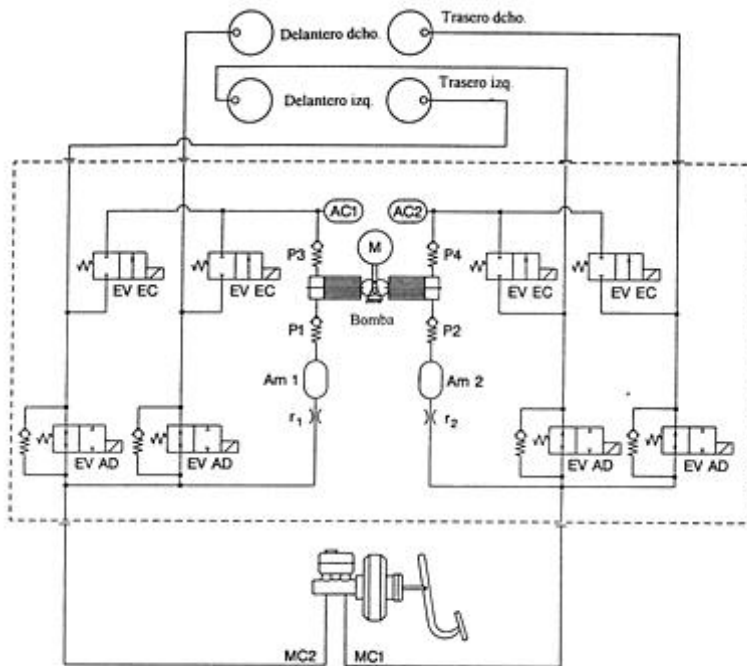 Delantero dcho.
Trasero dcho.
Delantero izq.
Trasero izq.
AC1
AC2
M
P3
P4
EV EC
EV EC
EV EC
EV EC
Bomba
P1
P2
Am 1
Am 2
r1
r2
EV AD
EV AD
EV AD
EV AD
MC2
MC1